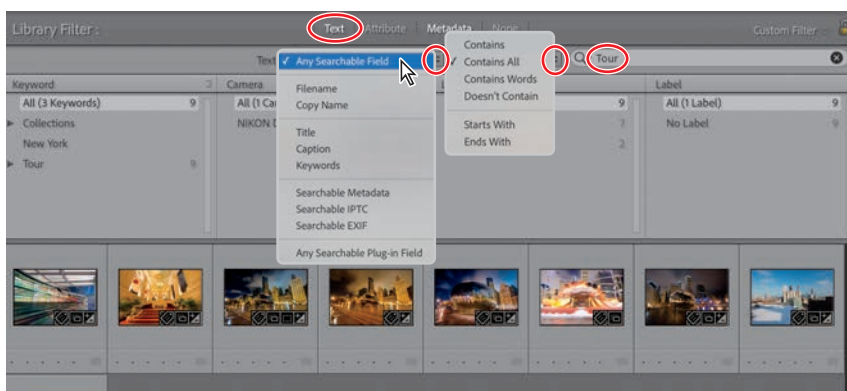 Library Filter :
Text Attribute Metadata None
Custom Filter
Text
Any Searchable Field
Filename
Copy Name
Title
Caption
Keywords
Searchable Metadata
Searchable IPTC
Searchable EXIF
Any Searchable Plug-in Field
Contains
Contains All
Contains Words
Doesn't Contain
Starts With
Ends With
Tour
Keyword
All (3 Keywords) 9
Collections
New York
Tour 9
Camera
All (1 Ca
NIKON
9
7
2
Label
All (1 Label) 9
No Label 9